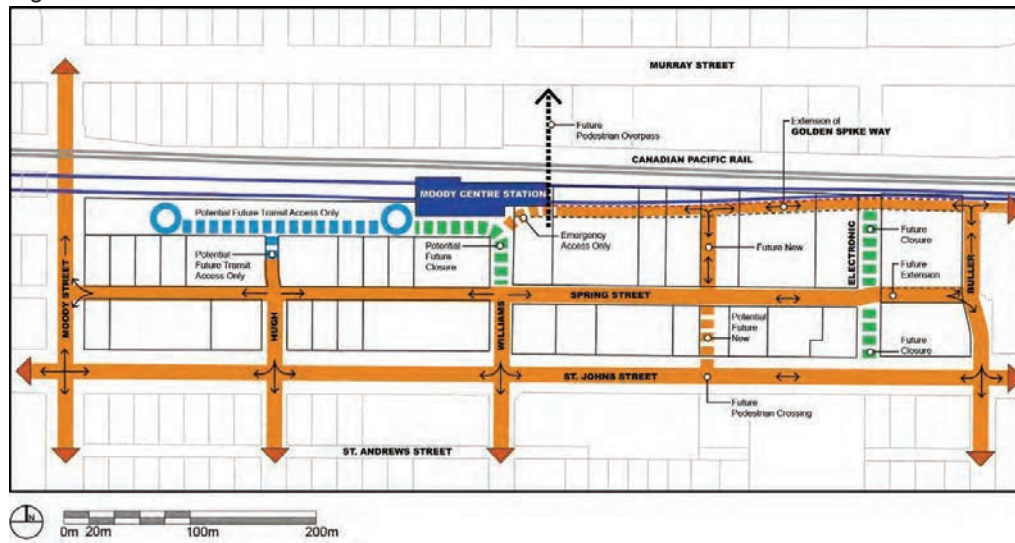 MURRAY STREET
Future
Pedestrian Overpass
Extension of
GOLDEN SPIKE WAY
CANADIAN PACIFIC RAIL
MOODY CENTRE STATION
Potential Future Transit Access Only
Potential
Future Transit
Access Only
Potential
Future
Closure
Emergency
Access Only
Future New
ELECTRONIC
Future
Closure
BULLER
Future
Extension
MOODY STREET
HUGH
WILLIAMS
SPRING STREET
Potential
Future
New
Future
Closure
ST. JOHNS STREET
Future
Pedestrian Crossing
ST. ANDREWS STREET
N
0m 20m 100m 200m